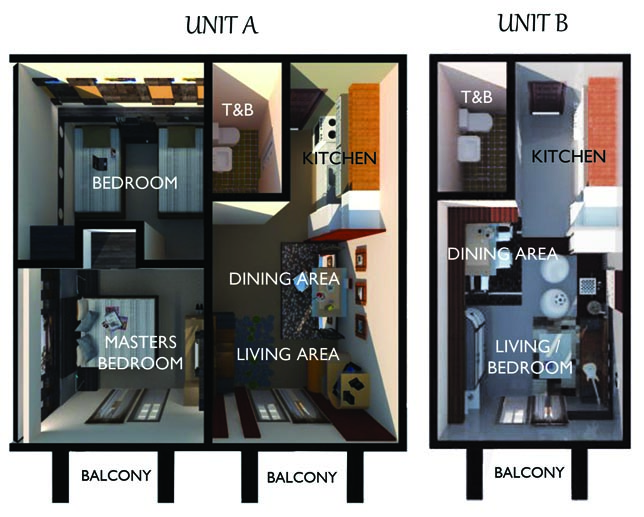 UNIT A
T&B
KITCHEN
BEDROOM
DINING AREA
MASTERS
BEDROOM
LIVING AREA
BALCONY
BALCONY
UNIT B
T&B
KITCHEN
DINING AREA
LIVING /
BEDROOM
BALCONY